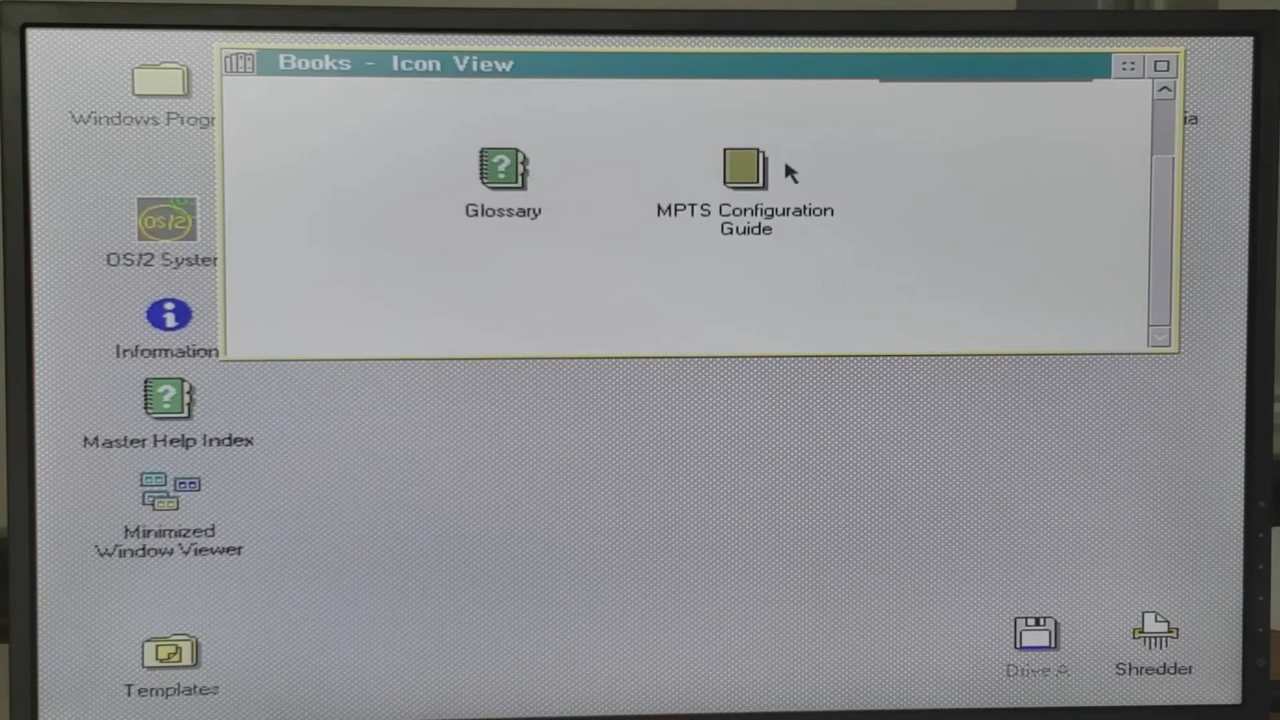 Books - Icon View
Windows Progr
ia
Glossary
MPTS Configuration
Guide
OS/2
OS/2 System
Information
Master Help Index
Minimized
Window Viewer
Templates
Drive A
Shredder